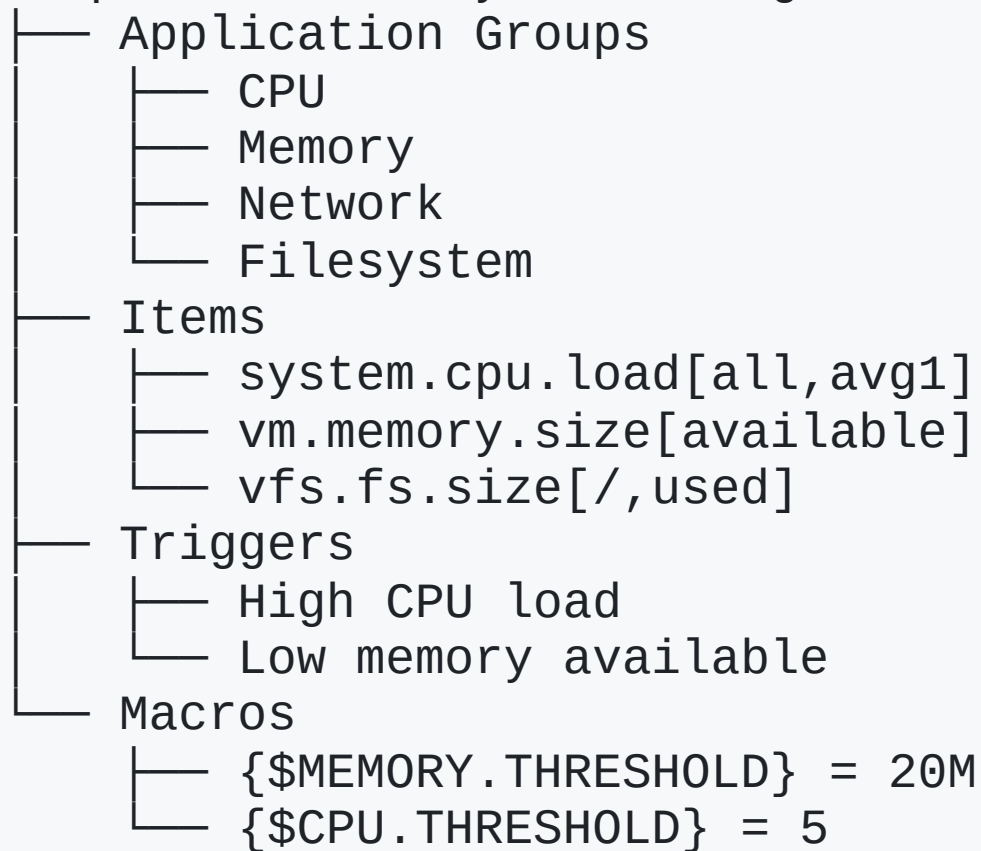 ├── Application Groups
│   ├── CPU
│   ├── Memory
│   ├── Network
│   └── Filesystem
├── Items
│   ├── system.cpu.load[all,avg1]
│   ├── vm.memory.size[available]
│   └── vfs.fs.size[/,used]
├── Triggers
│   ├── High CPU load
│   └── Low memory available
└── Macros
    ├── {$MEMORY.THRESHOLD} = 20M
    └── {$CPU.THRESHOLD} = 5